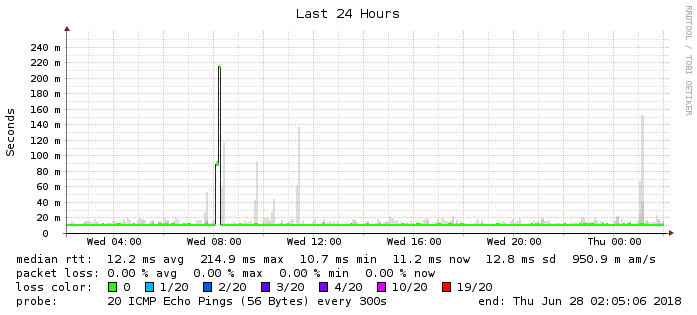 Last 24 Hours
RRDTOOL / TOBI OETIKER
Seconds
240 m
220 m
200 m
180 m
160 m
140 m
120 m
100 m
80 m
60 m
40 m
20 m
0
Wed 04:00 Wed 08:00 Wed 12:00 Wed 16:00 Wed 20:00 Thu 00:00
median rtt: 12.2 ms avg 214.9 ms max 10.7 ms min 11.2 ms now 12.8 ms sd 950.9 m am/s
packet loss: 0.00 % avg 0.00 % max 0.00 % min 0.00 % now
loss color: 0 1/20 2/20 3/20 4/20 10/20 19/20
probe: 20 ICMP Echo Pings (56 Bytes) every 300s end: Thu Jun 28 02:05:06 2018